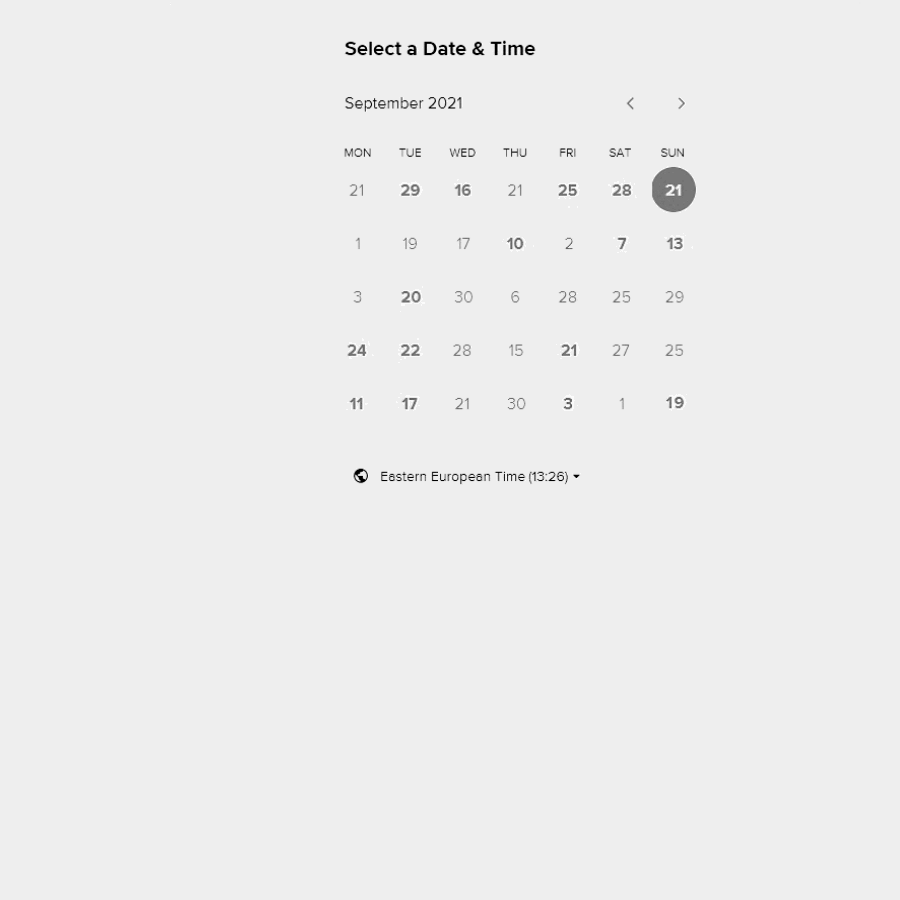 Select a Date & Time
September 2021
MON TUE WED THU FRI SAT SUN
21 29 16 21 25 28 21
1 19 17 10 2 7 13
3 20 30 6 28 25 29
24 22 28 15 21 27 25
11 17 21 30 3 1 19
Eastern European Time (13:26)